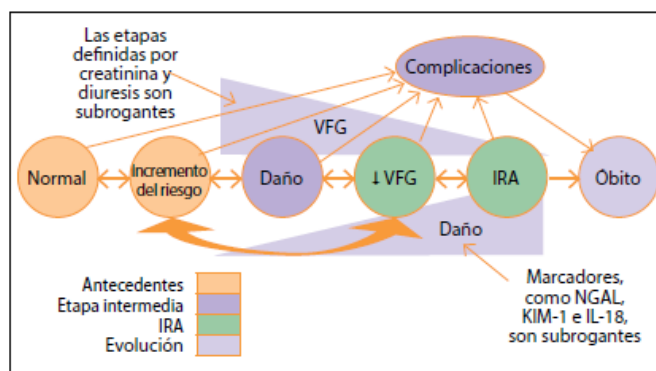 Las etapas
definidas por
creatinina y
diuresis son
subrogantes
Complicaciones
VFG
Normal
Incremento
del riesgo
Daño
↓ VFG
IRA
Óbito
Daño
Antecedentes
Etapa intermedia
IRA
Evolución
Marcadores,
como NGAL,
KIM-1 e IL-18,
son subrogantes